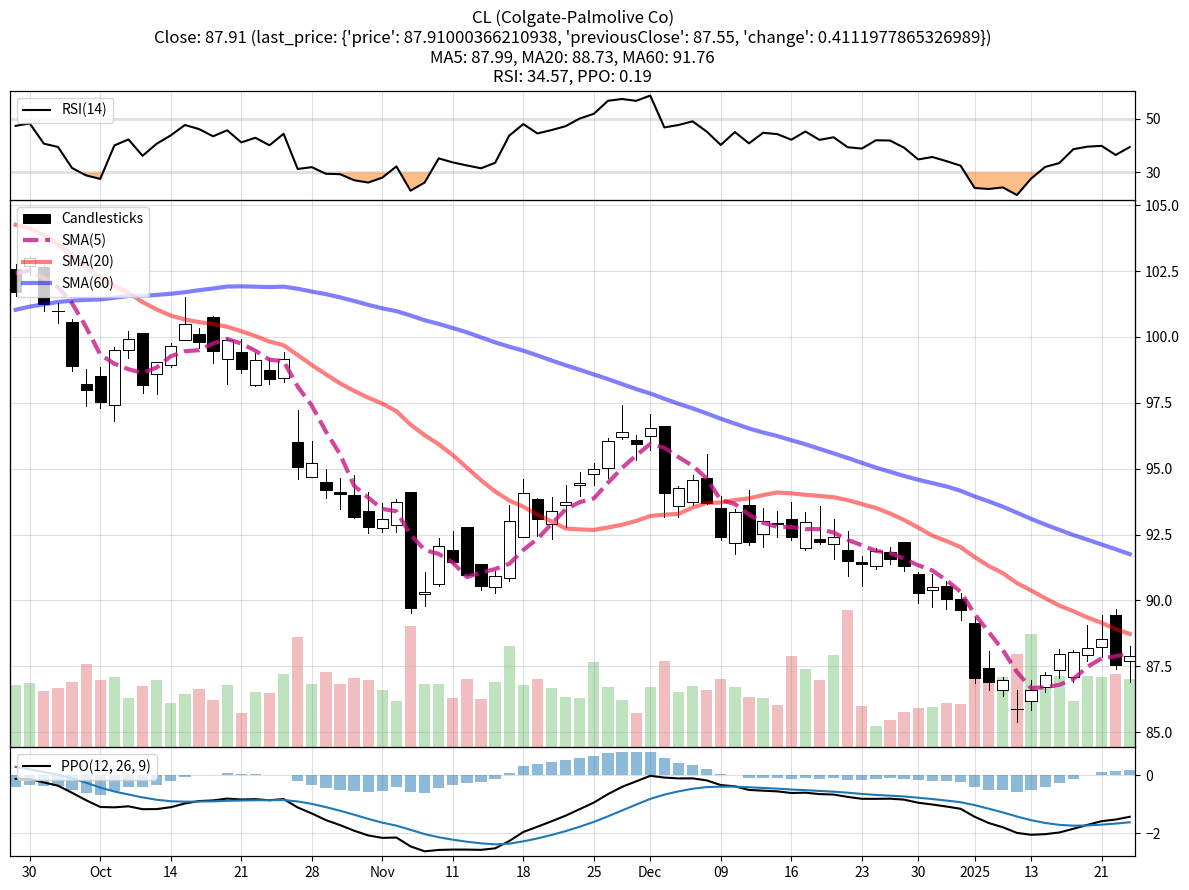 CL (Colgate-Palmolive Co)
Close: 87.91 (last_price: {'price': 87.91000366210938, 'previousClose': 87.55, 'change': 0.4111977865326989})
MA5: 87.99, MA20: 88.73, MA60: 91.76
RSI: 34.57, PPO: 0.19
RSI(14)
50
30
Candlesticks
SMA(5)
SMA(20)
SMA(60)
105.0
102.5
100.0
97.5
95.0
92.5
90.0
87.5
85.0
PPO(12, 26, 9)
0
−2
30 Oct 14 21 28 Nov 11 18 25 Dec 09 16 23 30 2025 13 21